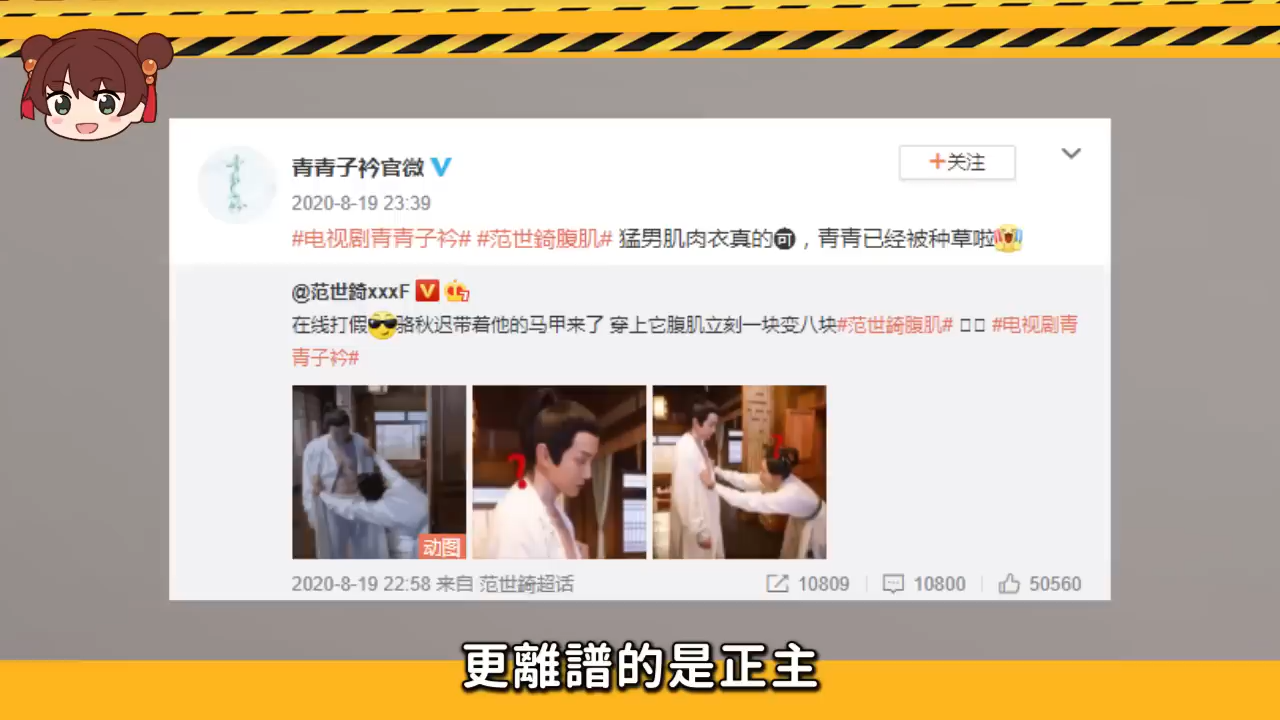 青青子衿官微
+关注
2020-8-19 23:39
#电视剧青青子衿# #范世錡腹肌# 猛男肌肉衣真的可，青青已经被种草啦
@范世錡xxxF
在线打假骆秋迟带着他的马甲来了 穿上它腹肌立刻一块变八块#范世錡腹肌# #电视剧青
青子衿#
?
?
动图
2020-8-19 22:58 来自 范世錡超话
10809
10800
50560
更離譜的是正主